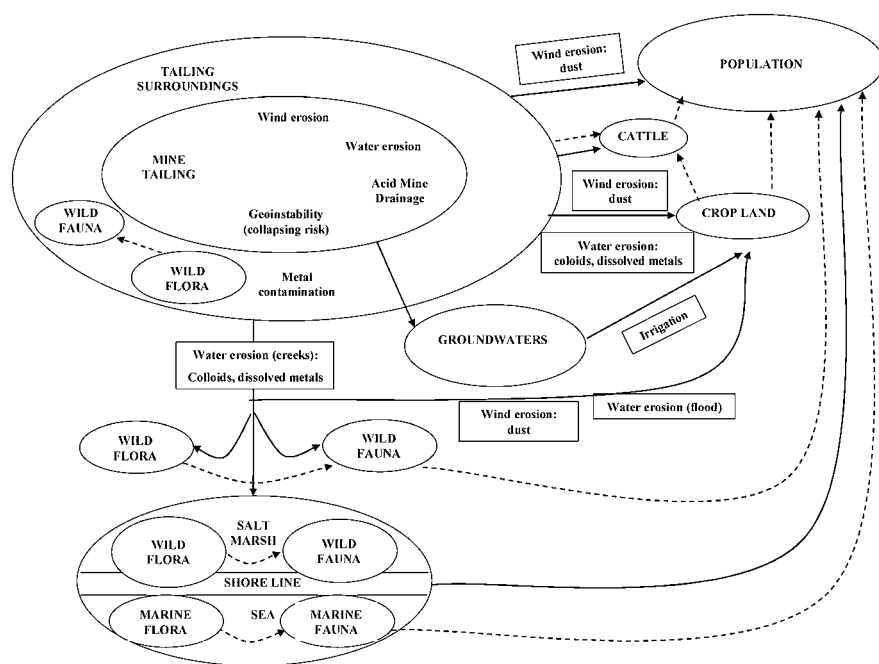 TAILING
SURROUNDINGS
Wind erosion
MINE
TAILING
Water erosion
Acid Mine
Drainage
Geoinstability
(collapsing risk)
WILD
FAUNA
WILD
FLORA
Metal
contamination
Wind erosion:
dust
POPULATION
CATTLE
Wind erosion:
dust
CROP LAND
Water erosion:
coloids, dissolved metals
GROUNDWATERS
Irrigation
Water erosion (creeks):
Colloids, dissolved metals
Wind erosion:
dust
Water erosion (flood)
WILD
FLORA
WILD
FAUNA
SALT
MARSH
WILD
FLORA
WILD
FAUNA
SHORE LINE
MARINE
FLORA
SEA
MARINE
FAUNA